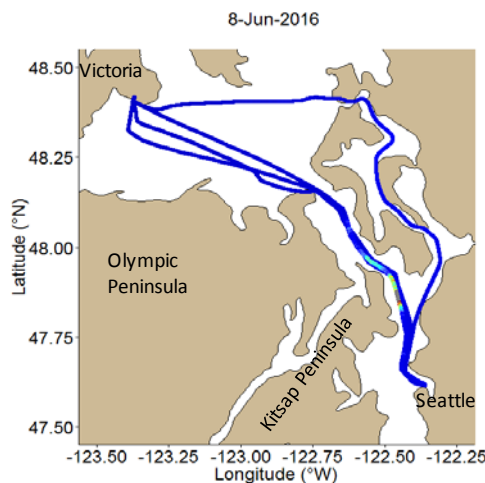 8-Jun-2016
48.50
Victoria
48.25
48.00
Olympic
Peninsula
47.75
Kitsap Peninsula
Seattle
47.50
Latitude (°N)
-123.50 -123.25 -123.00 -122.75 -122.50 -122.25
Longitude (°W)